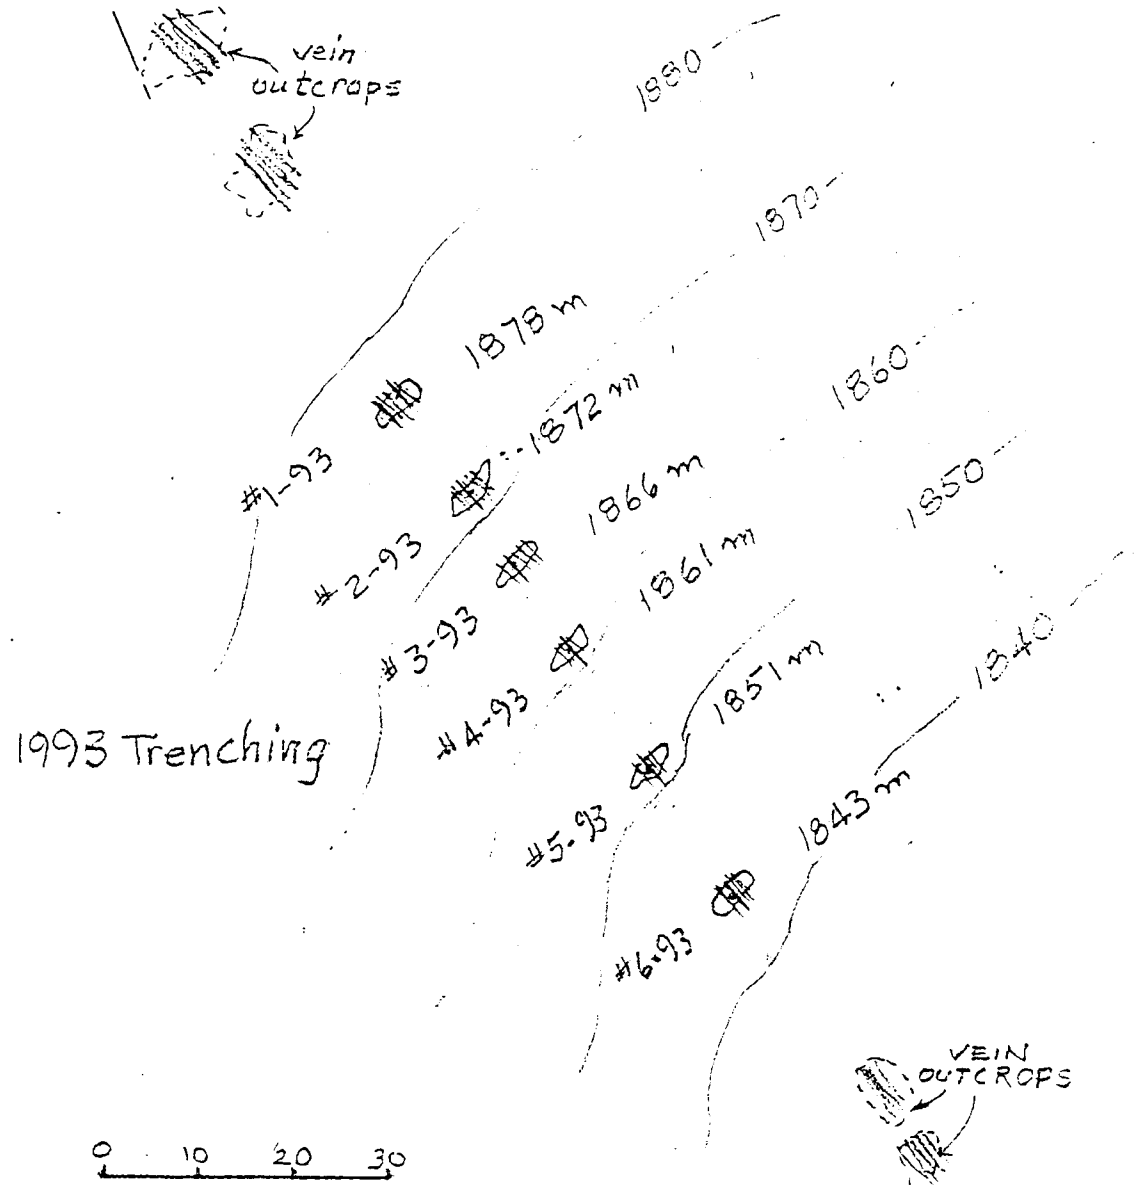 vein
outcrops
1880
1870
1878 m
1872 m
1860
#1-93
1866 m
1850
#2-93
1861 m
#3-93
1840
1851 m
#4-93
1993 Trenching
1843 m
#5-93
#6-93
VEIN
OUTCROPS
0 10 20 30